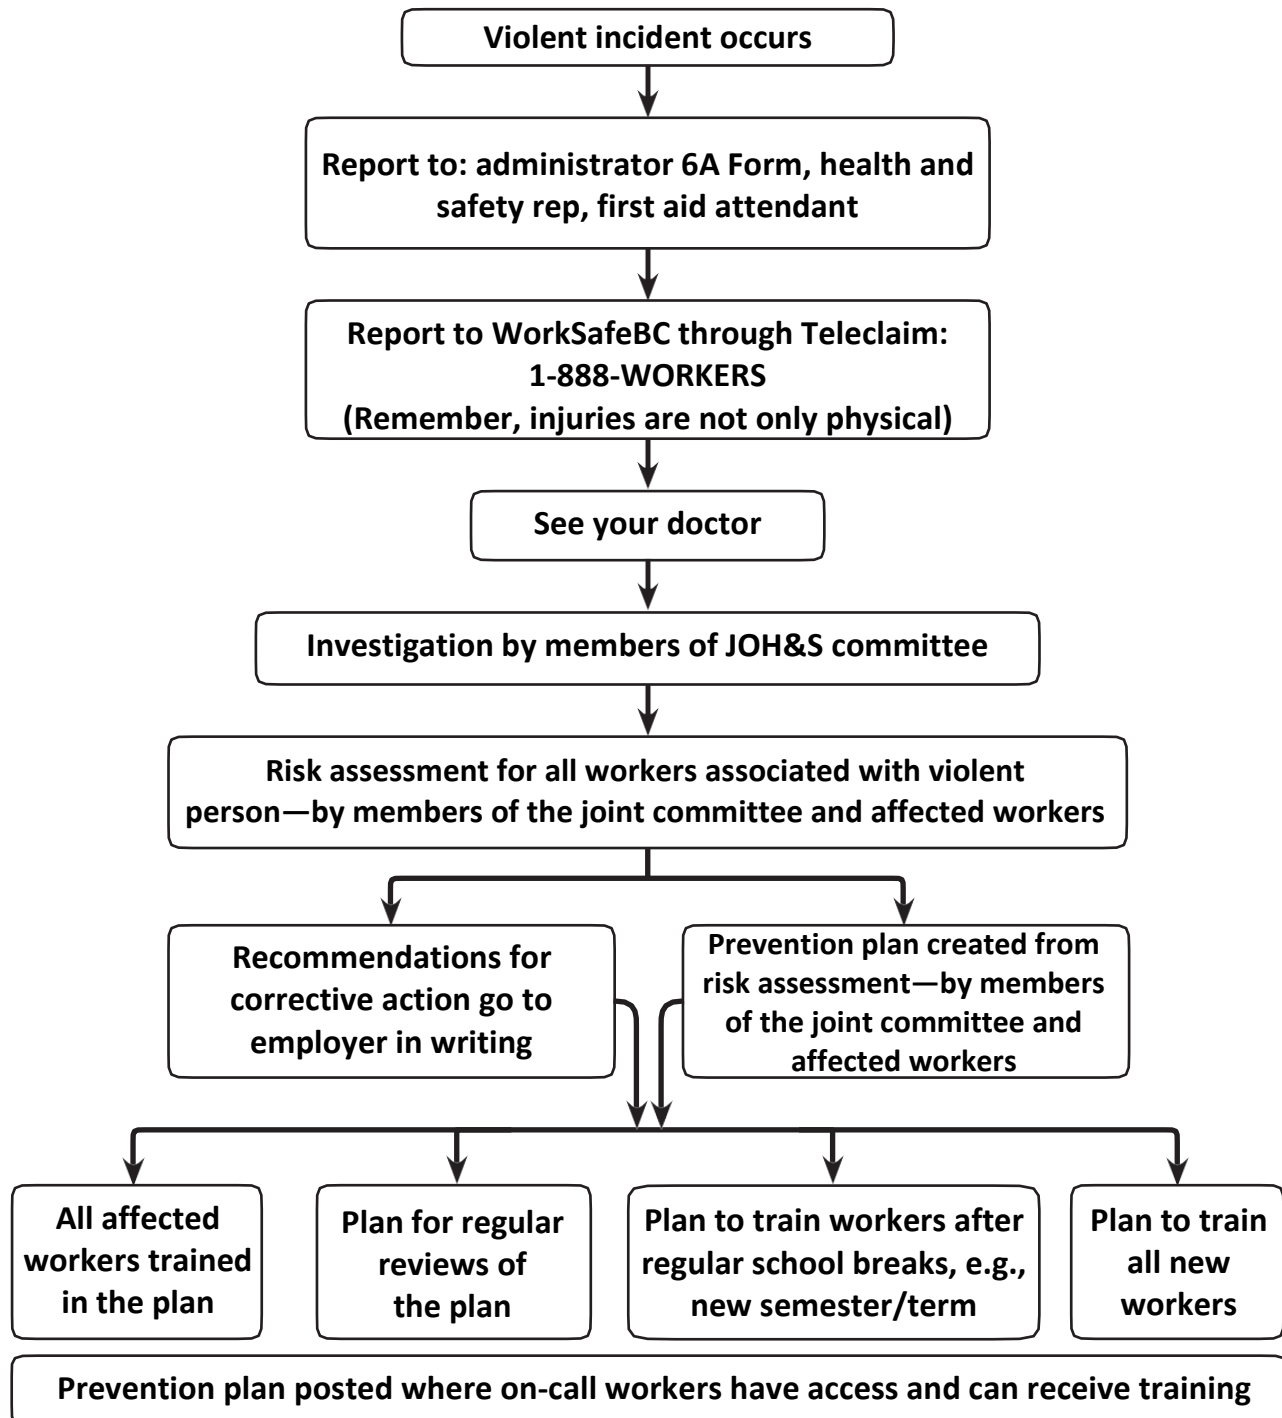 Violent incident occurs
Report to: administrator 6A Form, health and
safety rep, first aid attendant
Report to WorkSafeBC through Teleclaim:
1-888-WORKERS
(Remember, injuries are not only physical)
See your doctor
Investigation by members of JOH&S committee
Risk assessment for all workers associated with violent
person—by members of the joint committee and affected workers
Recommendations for
corrective action go to
employer in writing
Prevention plan created from
risk assessment—by members
of the joint committee and
affected workers
All affected
workers trained
in the plan
Plan for regular
reviews of
the plan
Plan to train workers after
regular school breaks, e.g.,
new semester/term
Plan to train
all new
workers
Prevention plan posted where on-call workers have access and can receive training